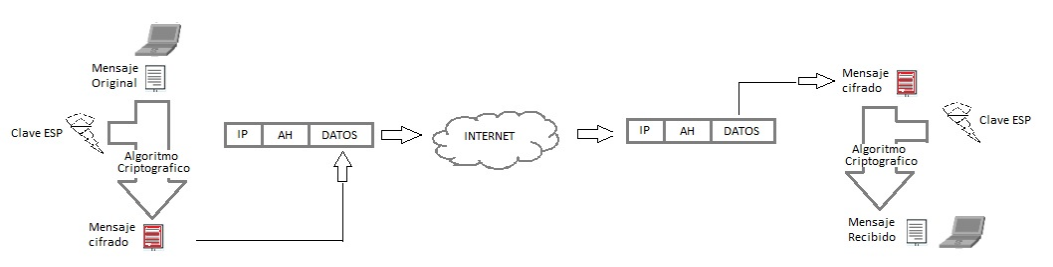 Mensaje
Original
Clave ESP
Algoritmo
Criptografico
Mensaje
cifrado
IP AH DATOS
INTERNET
IP AH DATOS
Mensaje
cifrado
Clave ESP
Algoritmo
Criptografico
Mensaje
Recibido